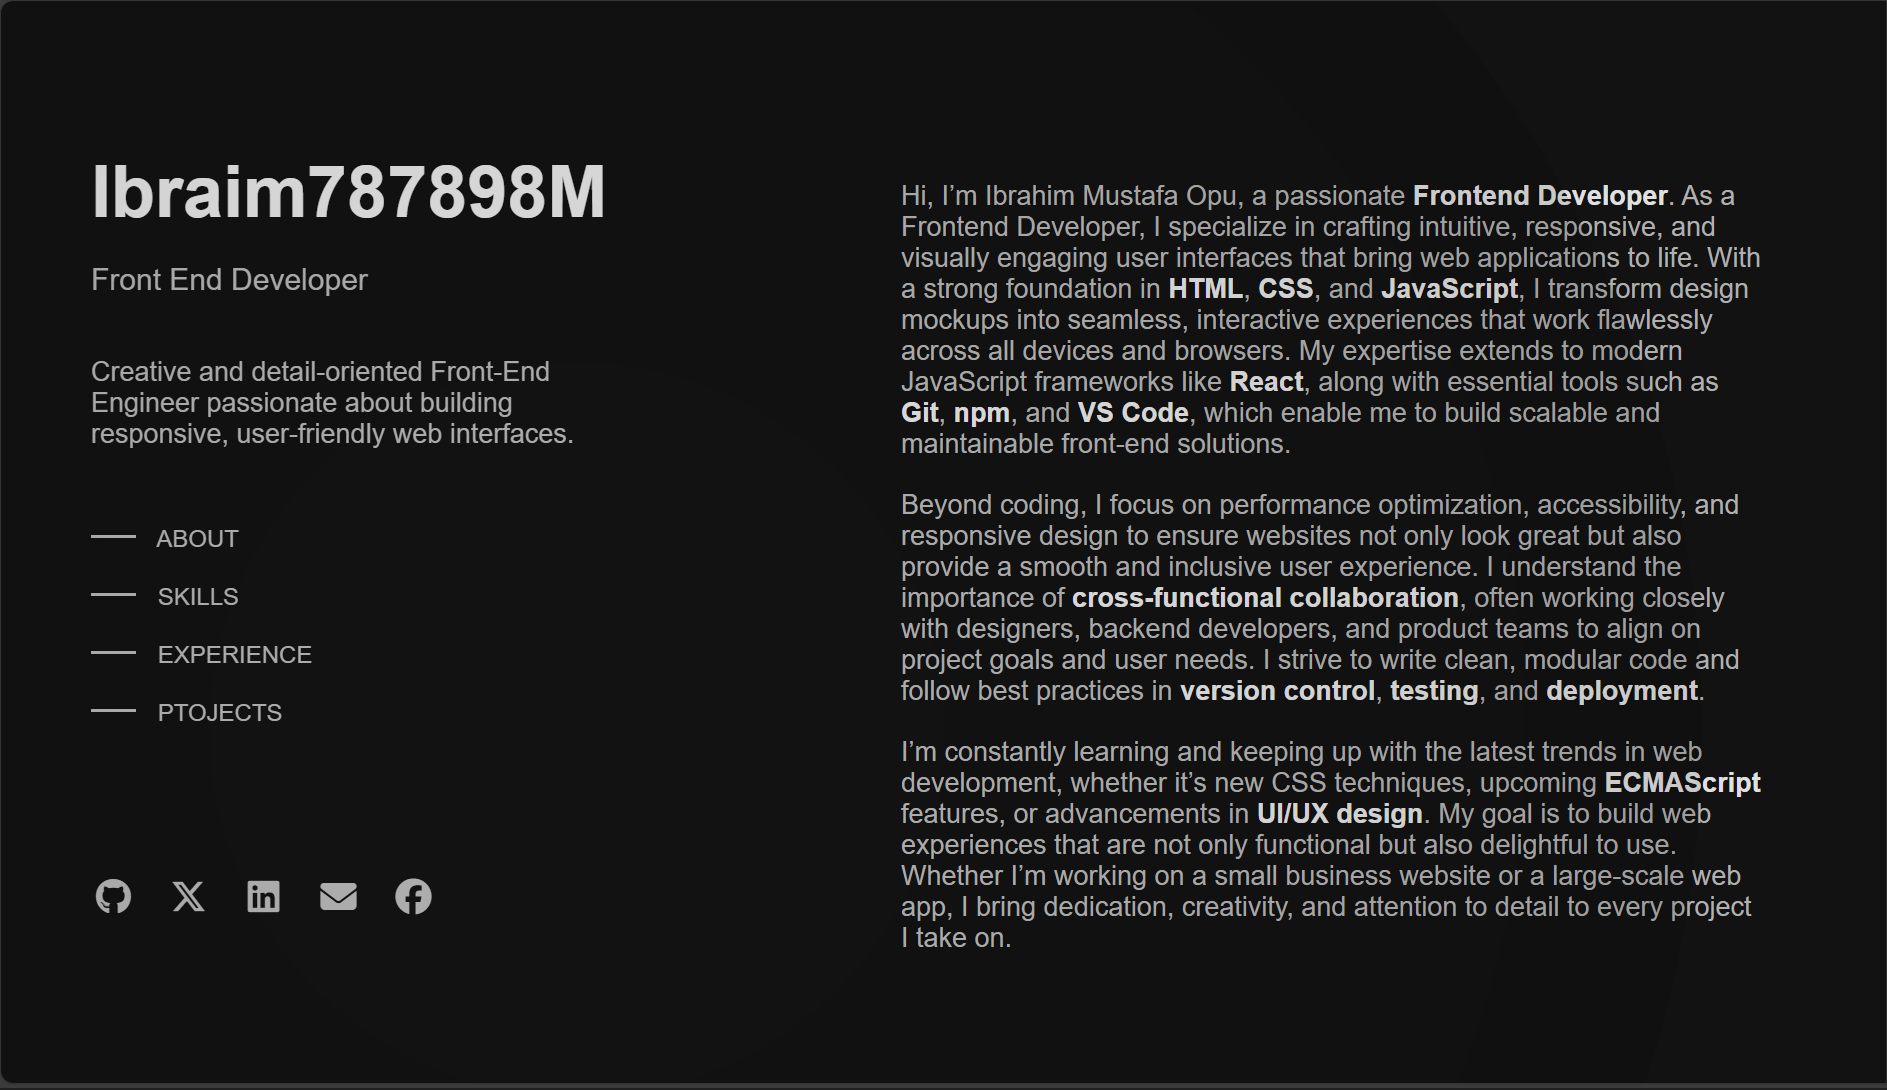 Ibraim787898M
Front End Developer
Creative and detail-oriented Front-End
Engineer passionate about building
responsive, user-friendly web interfaces.
ABOUT
SKILLS
EXPERIENCE
PTOJECTS
Hi, I’m Ibrahim Mustafa Opu, a passionate Frontend Developer. As a
Frontend Developer, I specialize in crafting intuitive, responsive, and
visually engaging user interfaces that bring web applications to life. With
a strong foundation in HTML, CSS, and JavaScript, I transform design
mockups into seamless, interactive experiences that work flawlessly
across all devices and browsers. My expertise extends to modern
JavaScript frameworks like React, along with essential tools such as
Git, npm, and VS Code, which enable me to build scalable and
maintainable front-end solutions.
Beyond coding, I focus on performance optimization, accessibility, and
responsive design to ensure websites not only look great but also
provide a smooth and inclusive user experience. I understand the
importance of cross-functional collaboration, often working closely
with designers, backend developers, and product teams to align on
project goals and user needs. I strive to write clean, modular code and
follow best practices in version control, testing, and deployment.
I’m constantly learning and keeping up with the latest trends in web
development, whether it’s new CSS techniques, upcoming ECMAScript
features, or advancements in UI/UX design. My goal is to build web
experiences that are not only functional but also delightful to use.
Whether I’m working on a small business website or a large-scale web
app, I bring dedication, creativity, and attention to detail to every project
I take on.